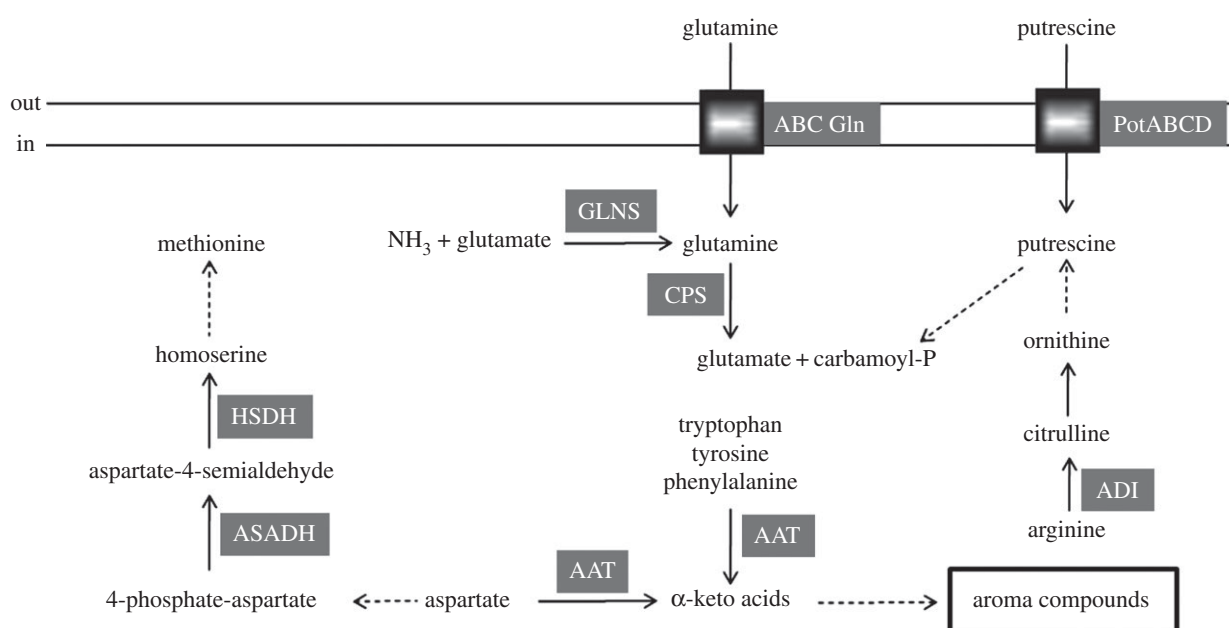 glutamine
putrescine
out
in
ABC Gln
PotABCD
GLNS
NH₃ + glutamate
glutamine
putrescine
methionine
CPS
homoserine
glutamate + carbamoyl-P
ornithine
HSDH
tryptophan
tyrosine
phenylalanine
citrulline
aspartate-4-semialdehyde
ADI
arginine
ASADH
AAT
AAT
4-phosphate-aspartate
aspartate
α-keto acids
aroma compounds